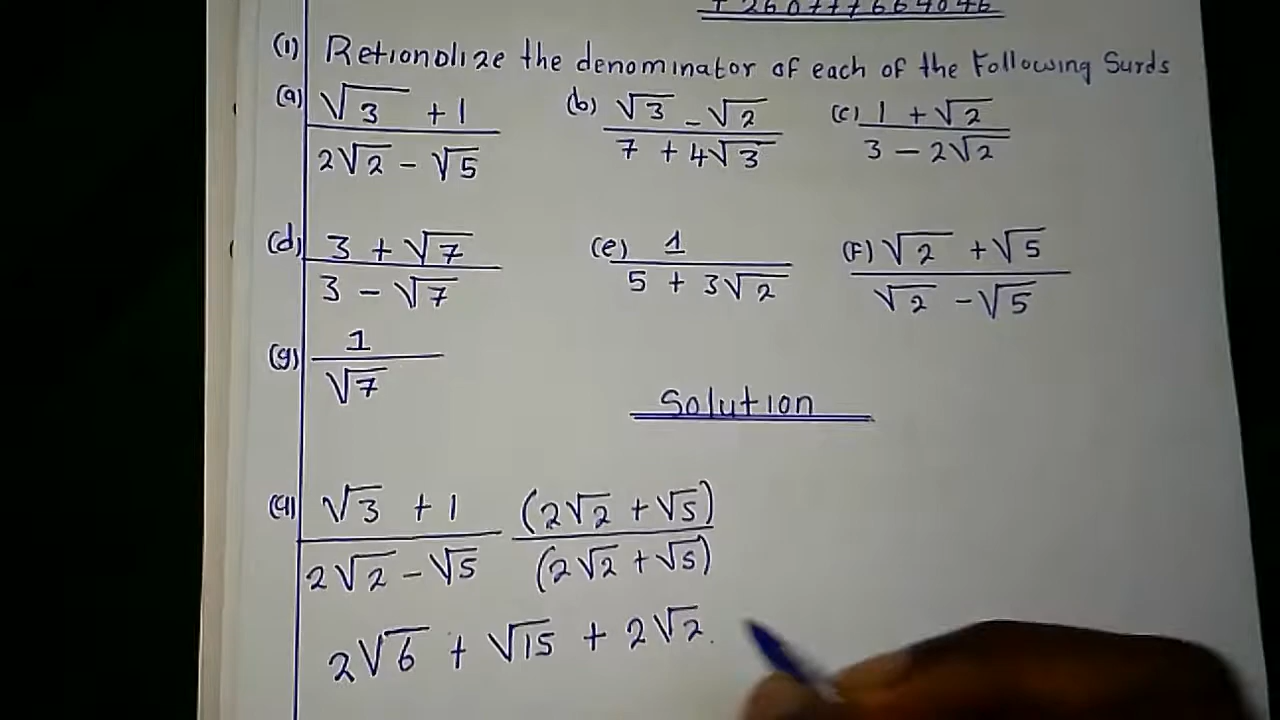 +260777664046
(1) Retionolize the denominator of each of the Following Surds
(a) √3 + 1 / 2√2 - √5 (b) √3 - √2 / 7 + 4√3 (c) 1 + √2 / 3 - 2√2
(d) 3 + √7 / 3 - √7 (e) 1 / 5 + 3√2 (F) √2 + √5 / √2 - √5
(g) 1 / √7
Solution
(a) √3 + 1 / 2√2 - √5 (2√2 + √5) / (2√2 + √5)
2√6 + √15 + 2√2